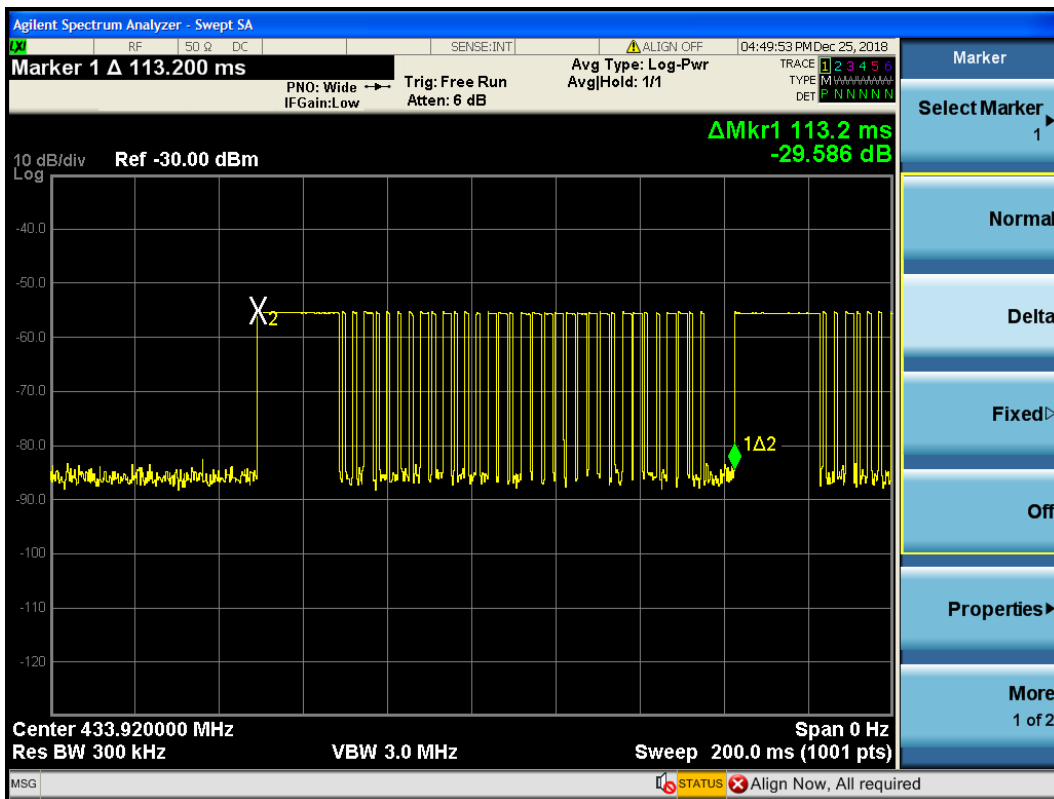 Agilent Spectrum Analyzer - Swept SA
LXI RF 50 Ω DC SENSE:INT ALIGN OFF 04:49:53 PM Dec 25, 2018
Marker 1 Δ 113.200 ms
PNO: Wide
IFGain:Low
Trig: Free Run
Atten: 6 dB
Avg Type: Log-Pwr
Avg|Hold: 1/1
TRACE 1 2 3 4 5 6
TYPE M
DET P N N N N N
ΔMkr1 113.2 ms
-29.586 dB
10 dB/div Ref -30.00 dBm
Log
-40.0
-50.0
-60.0
-70.0
-80.0
-90.0
-100
-110
-120
2
1Δ2
Center 433.920000 MHz
Span 0 Hz
Res BW 300 kHz
VBW 3.0 MHz
Sweep 200.0 ms (1001 pts)
MSG
STATUS
Align Now, All required
Marker
Select Marker
1
Normal
Delta
Fixed
Off
Properties
More
1 of 2